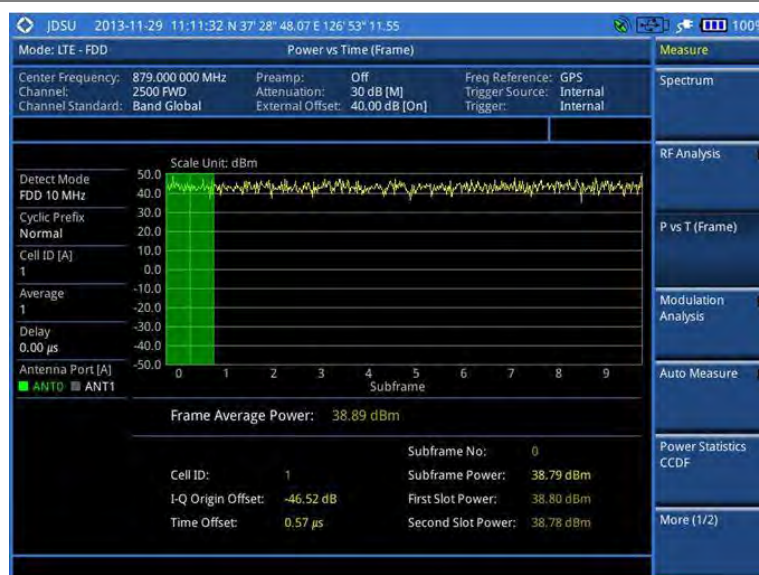 JDSU 2013-11-29 11:11:32 N 37' 28" 48.07 E 126' 53" 11.55 100%
Mode: LTE - FDD Power vs Time (Frame) Measure
Center Frequency: 879.000 000 MHz Preamp: Off Freq Reference: GPS
Channel: 2500 FWD Attenuation: 30 dB [M] Trigger Source: Internal
Channel Standard: Band Global External Offset: 40.00 dB [On] Trigger: Internal
Spectrum
RF Analysis
P vs T (Frame)
Modulation
Analysis
Auto Measure
Power Statistics
CCDF
More (1/2)
Detect Mode
FDD 10 MHz
Cyclic Prefix
Normal
Cell ID [A]
1
Average
1
Delay
0.00 µs
Antenna Port [A]
ANT0 ANT1
Scale Unit: dBm
50.0
40.0
30.0
20.0
10.0
0.0
-10.0
-20.0
-30.0
-40.0
-50.0
0 1 2 3 4 5 6 7 8 9
Subframe
Frame Average Power: 38.89 dBm
Subframe No: 0
Cell ID: 1 Subframe Power: 38.79 dBm
I-Q Origin Offset: -46.52 dB First Slot Power: 38.80 dBm
Time Offset: 0.57 µs Second Slot Power: 38.78 dBm